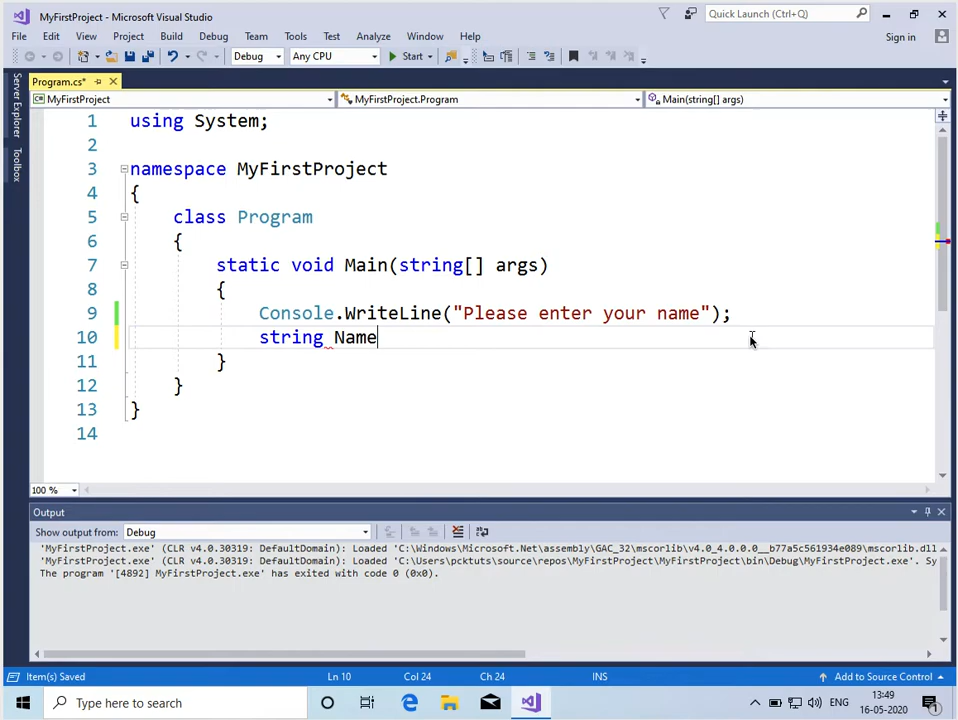 MyFirstProject - Microsoft Visual Studio
Quick Launch (Ctrl+Q)
File Edit View Project Build Debug Team Tools Test Analyze Window Help
Sign in
Debug Any CPU Start
Program.cs*
MyFirstProject MyFirstProject.Program Main(string[] args)
Server Explorer
Toolbox
1 using System;
2
3 namespace MyFirstProject
4 {
5 class Program
6 {
7 static void Main(string[] args)
8 {
9 Console.WriteLine("Please enter your name");
10 string Name
11 }
12 }
13 }
14
100 %
Output
Show output from: Debug
'MyFirstProject.exe' (CLR v4.0.30319: DefaultDomain): Loaded 'C:\Windows\Microsoft.Net\assembly\GAC_32\mscorlib\v4.0_4.0.0.0__b77a5c561934e089\mscorlib.dll
'MyFirstProject.exe' (CLR v4.0.30319: DefaultDomain): Loaded 'C:\Users\pcktuts\source\repos\MyFirstProject\MyFirstProject\bin\Debug\MyFirstProject.exe'. Sy
The program '[4892] MyFirstProject.exe' has exited with code 0 (0x0).
Item(s) Saved Ln 10 Col 24 Ch 24 INS Add to Source Control
Type here to search
ENG
13:49
16-05-2020
1